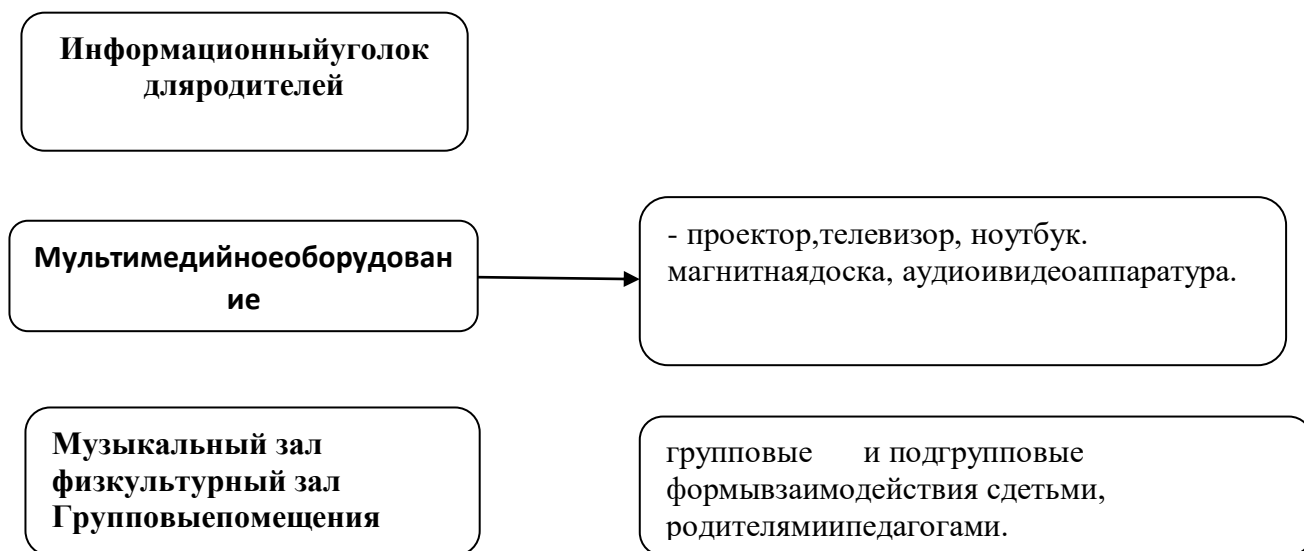 Информационныйуголок
дляродителей
Мультимедийноеоборудован
ие
- проектор,телевизор, ноутбук.
магнитнаядоска, аудиоивидеоаппаратура.
Музыкальный зал
физкультурный зал
Групповыепомещения
групповые и подгрупповые
формывзаимодействия сдетьми,
родителямиипедагогами.